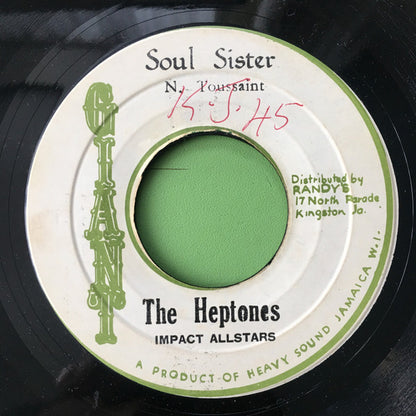 Soul Sister
N. Toussaint
K.J. 45
GIANT
Distributed by
RANDY'S
17 North Parade
Kingston Ja.
The Heptones
IMPACT ALLSTARS
A PRODUCT OF HEAVY SOUND JAMAICA W.I.